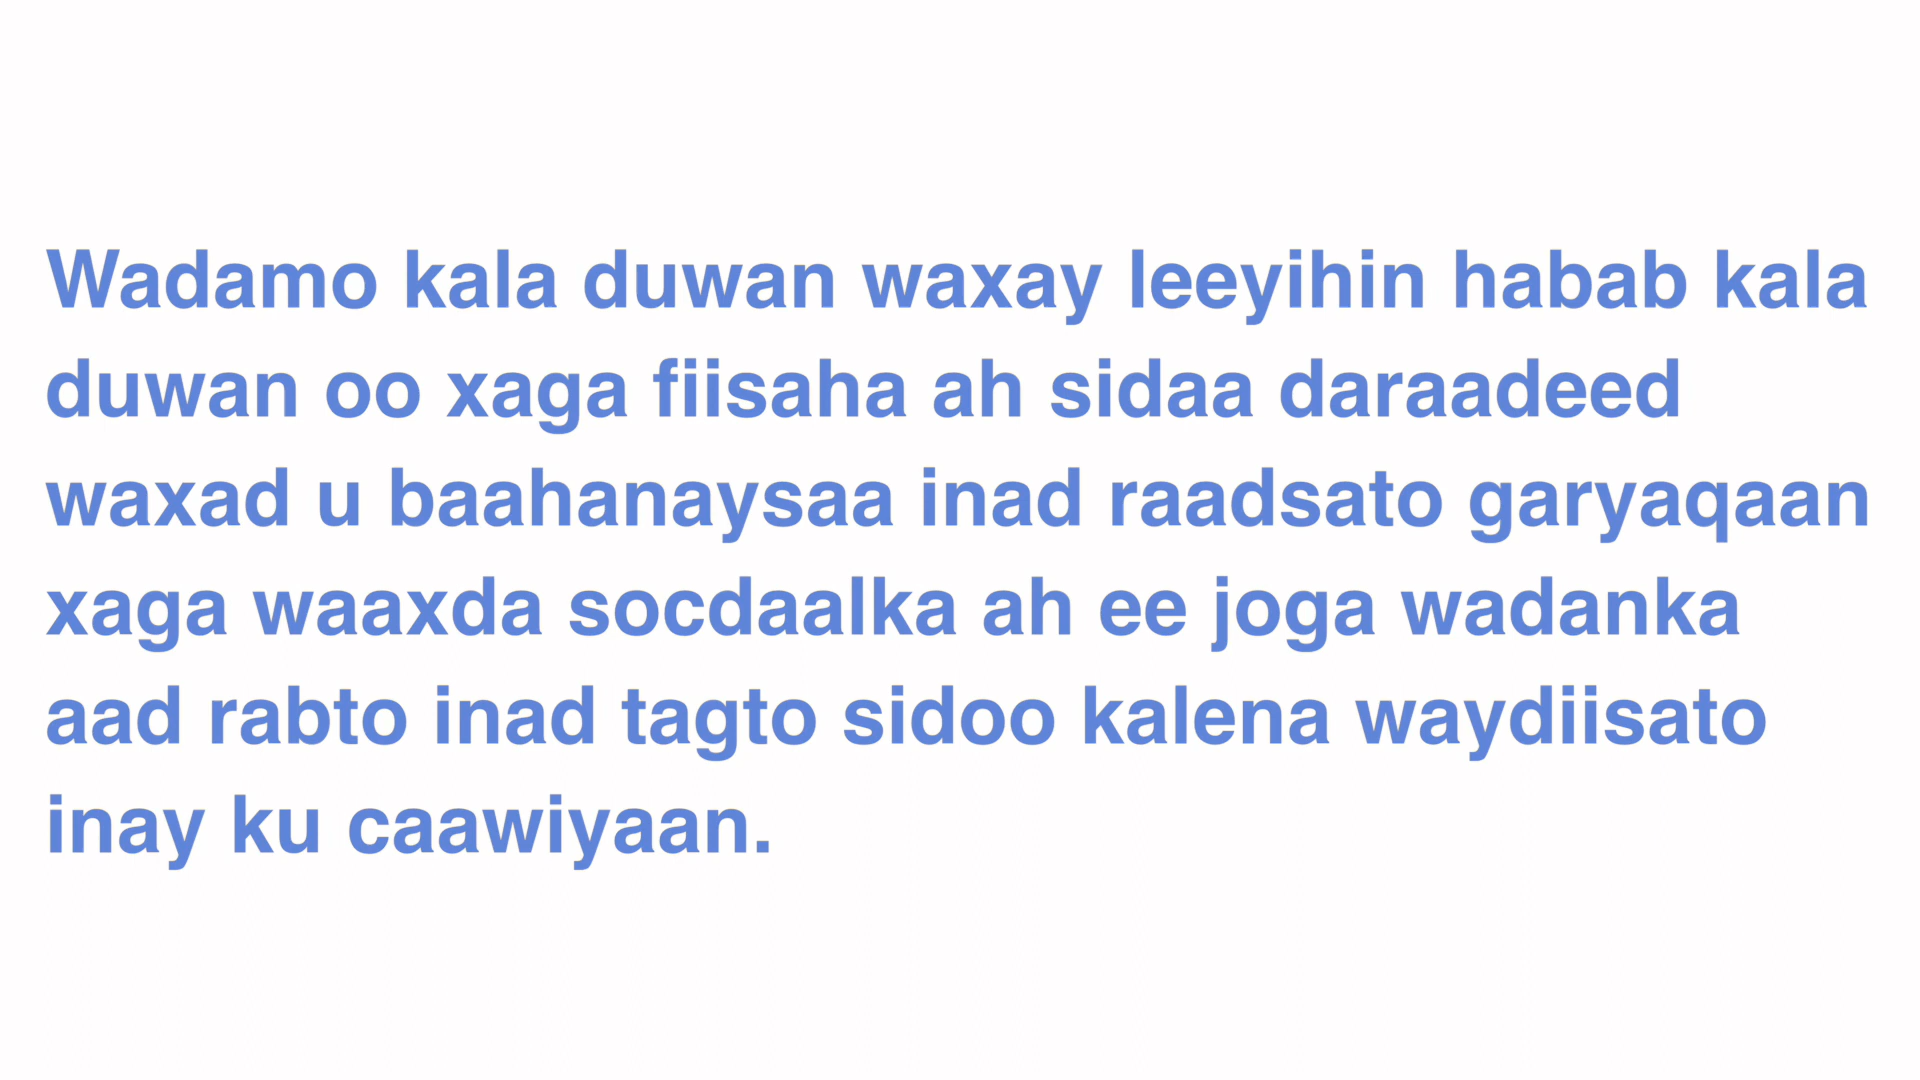 Wadamo kala duwan waxay leeyihin habab kala
duwan oo xaga fiisaha ah sidaa daraadeed
waxad u baahanaysaa inad raadsato garyaqaan
xaga waaxda socdaalka ah ee joga wadanka
aad rabto inad tagto sidoo kalena waydiisato
inay ku caawiyaan.